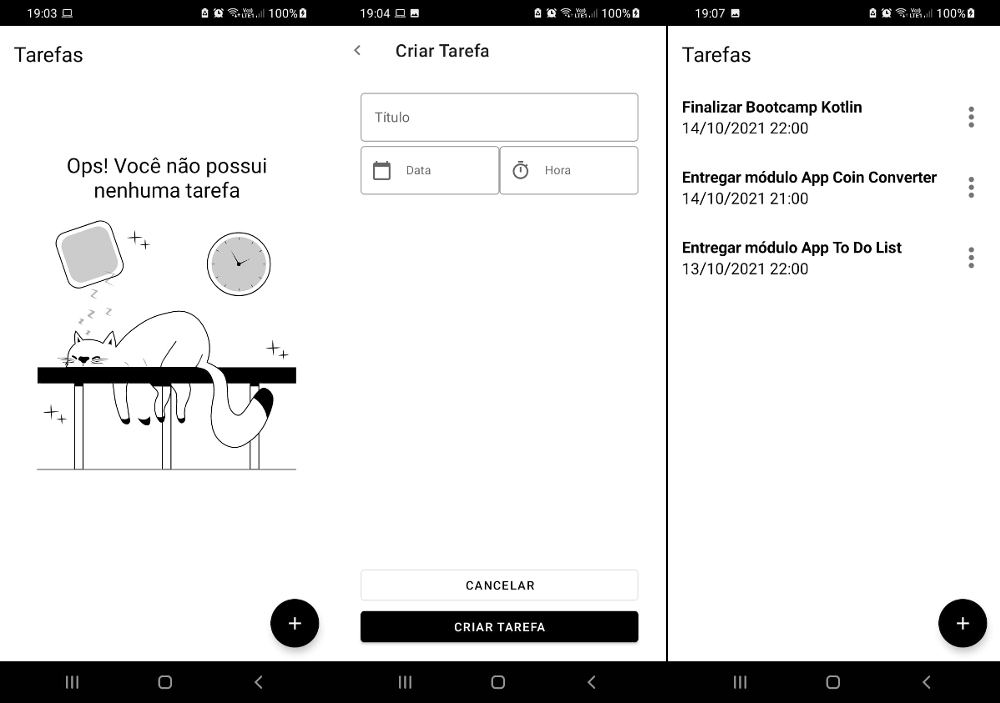 19:03
100%
Tarefas
Ops! Você não possui
nenhuma tarefa
z
z
z
z
z
z
+
19:04
100%
Criar Tarefa
Título
Data
Hora
CANCELAR
CRIAR TAREFA
19:07
100%
Tarefas
Finalizar Bootcamp Kotlin
14/10/2021 22:00
Entregar módulo App Coin Converter
14/10/2021 21:00
Entregar módulo App To Do List
13/10/2021 22:00
+